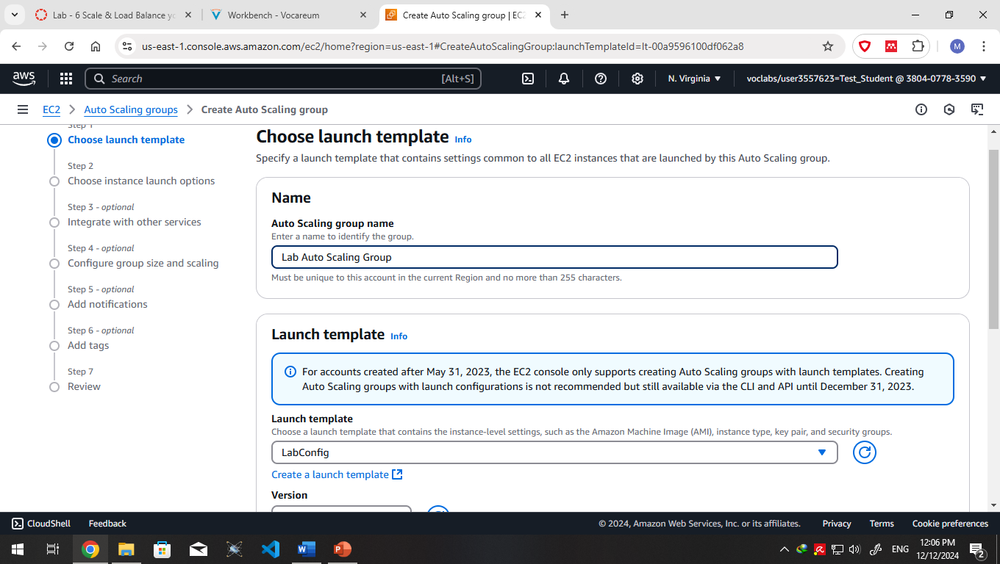 Lab - 6 Scale & Load Balance yo
Workbench - Vocareum
Create Auto Scaling group | EC2
us-east-1.console.aws.amazon.com/ec2/home?region=us-east-1#CreateAutoScalingGroup:launchTemplateId=lt-00a9596100df062a8
M
aws
Search
[Alt+S]
N. Virginia
voclabs/user3557623=Test_Student @ 3804-0778-3590
EC2
Auto Scaling groups
Create Auto Scaling group
Step 1
Choose launch template
Step 2
Choose instance launch options
Step 3 - optional
Integrate with other services
Step 4 - optional
Configure group size and scaling
Step 5 - optional
Add notifications
Step 6 - optional
Add tags
Step 7
Review
Choose launch template Info
Specify a launch template that contains settings common to all EC2 instances that are launched by this Auto Scaling group.
Name
Auto Scaling group name
Enter a name to identify the group.
Lab Auto Scaling Group
Must be unique to this account in the current Region and no more than 255 characters.
Launch template Info
For accounts created after May 31, 2023, the EC2 console only supports creating Auto Scaling groups with launch templates. Creating
Auto Scaling groups with launch configurations is not recommended but still available via the CLI and API until December 31, 2023.
Launch template
Choose a launch template that contains the instance-level settings, such as the Amazon Machine Image (AMI), instance type, key pair, and security groups.
LabConfig
Create a launch template
Version
CloudShell
Feedback
© 2024, Amazon Web Services, Inc. or its affiliates.
Privacy
Terms
Cookie preferences
ENG
12:06 PM
12/12/2024
2